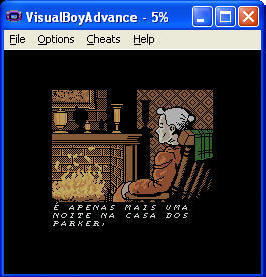 VisualBoyAdvance - 5%
File Options Cheats Help
É APENAS MAIS UMA
NOITE NA CASA DOS
PARKER;